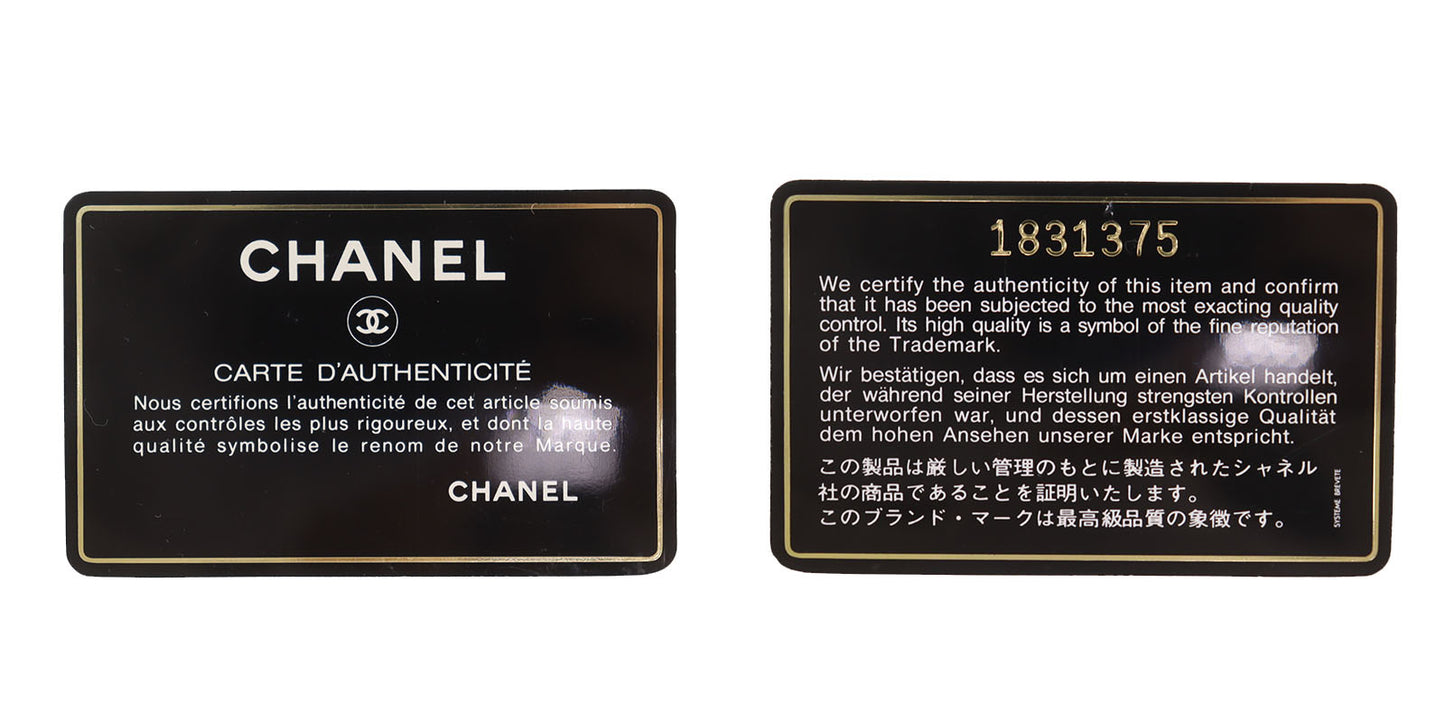 CHANEL
CARTE D'AUTHENTICITÉ
Nous certifions l'authenticité de cet article soumis
aux contrôles les plus rigoureux, et dont la haute
qualité symbolise le renom de notre Marque.
CHANEL
1831375
We certify the authenticity of this item and confirm
that it has been subjected to the most exacting quality
control. Its high quality is a symbol of the fine reputation
of the Trademark.
Wir bestätigen, dass es sich um einen Artikel handelt,
der während seiner Herstellung strengsten Kontrollen
unterworfen war, und dessen erstklassige Qualität
dem hohen Ansehen unserer Marke entspricht.
この製品は厳しい管理のもとに製造されたシャネル
社の商品であることを証明いたします。
このブランド・マークは最高級品質の象徴です。
SYSTEME BREVETE